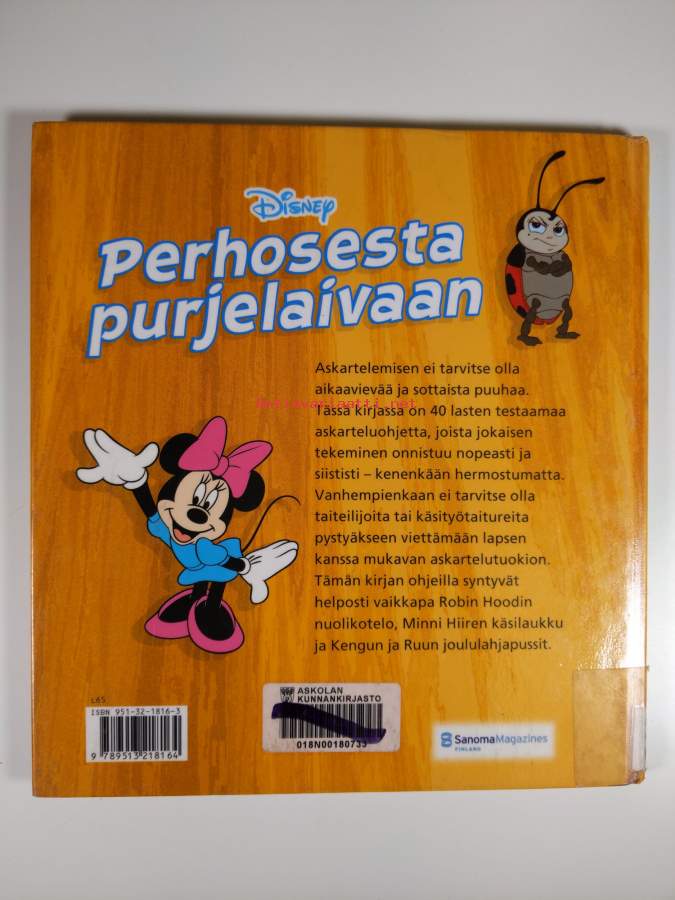 Disney
Perhosesta
purjelaivaan
Askartelemisen ei tarvitse olla
aikaavievää ja sottaista puuhaa.
Tässä kirjassa on 40 lasten testaamaa
askarteluohjetta, joista jokaisen
tekeminen onnistuu nopeasti ja
siististi – kenenkään hermostumatta.
Vanhempienkaan ei tarvitse olla
taiteilijoita tai käsityötaitureita
pystyäkseen viettämään lapsen
kanssa mukavan askartelutuokion.
Tämän kirjan ohjeilla syntyvät
helposti vaikkapa Robin Hoodin
nuolikotelo, Minni Hiiren käsilaukku
ja Kengun ja Ruun joululahjapussit.
L65
ISBN 951-32-1816-3
9 789513 218164
ASKOLAN
KUNNANKIRJASTO
018N00180733
SanomaMagazines
FINLAND